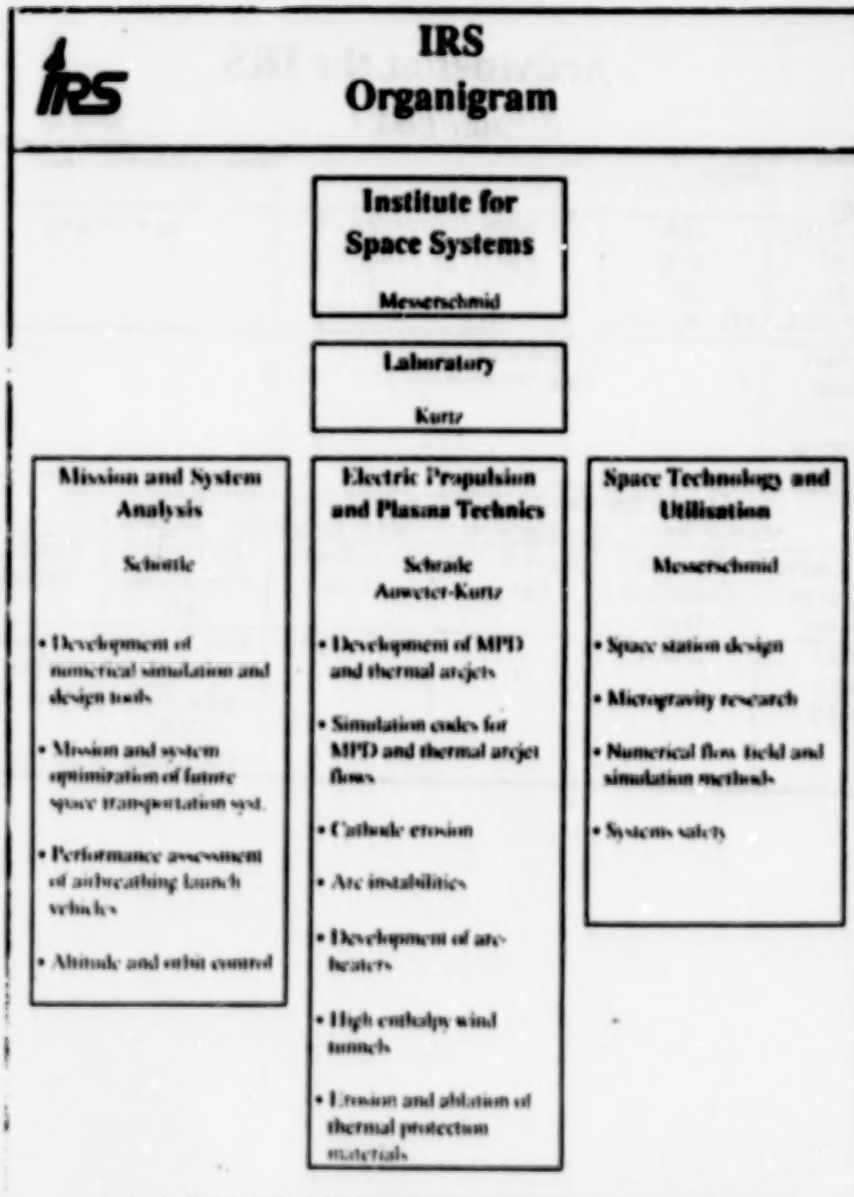 IRS
IRS
Organigram
Institute for
Space Systems
Messerschmid
Laboratory
Kurtz
Mission and System
Analysis
Schöttle
• Development of
numerical simulation and
design tools
• Mission and system
optimization of future
space transportation syst.
• Performance assessment
of airbreathing launch
vehicles
• Altitude and orbit control
Electric Propulsion
and Plasma Technics
Schrade
Auweter-Kurtz
• Development of MPD
and thermal arcjets
• Simulation codes for
MPD and thermal arcjet
flows
• Cathode erosion
• Arc instabilities
• Development of arc-
heaters
• High enthalpy wind
tunnels
• Erosion and ablation of
thermal protection
materials
Space Technology and
Utilisation
Messerschmid
• Space station design
• Microgravity research
• Numerical flow field and
simulation methods
• Systems safety